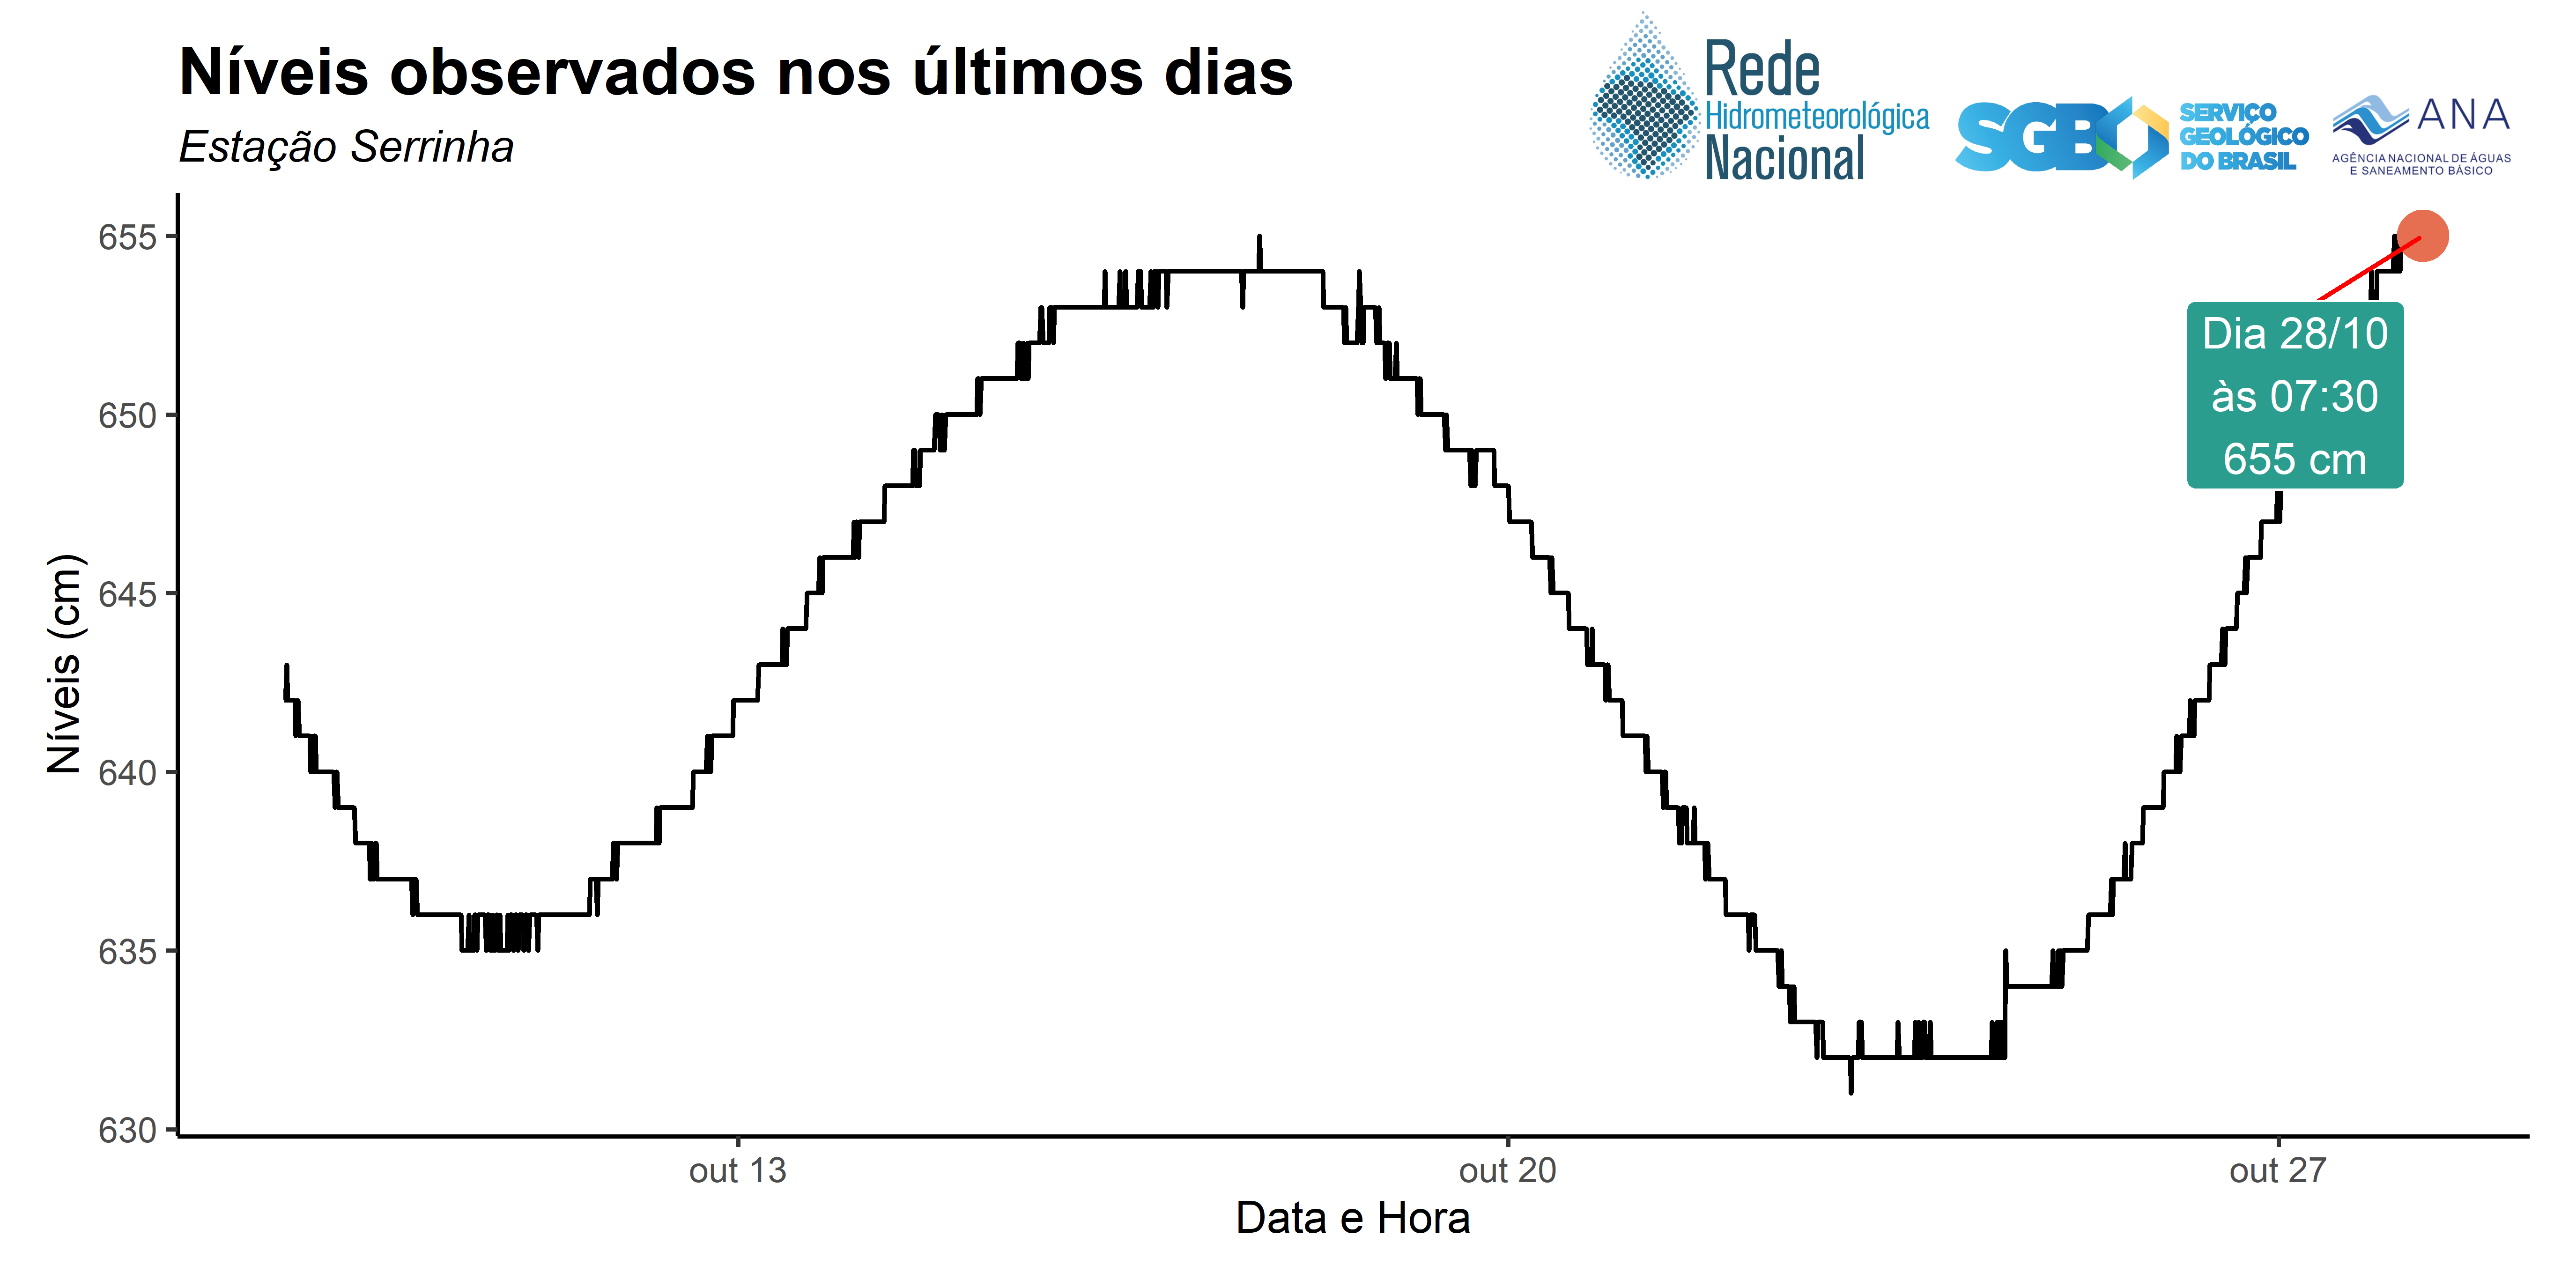 Níveis observados nos últimos dias
Estação Serrinha
Rede
Hidrometeorológica
Nacional
SGB
SERVIÇO
GEOLÓGICO
DO BRASIL
ANA
AGÊNCIA NACIONAL DE ÁGUAS
E SANEAMENTO BÁSICO
Níveis (cm)
655
650
645
640
635
630
Dia 28/10
às 07:30
655 cm
out 13
out 20
out 27
Data e Hora